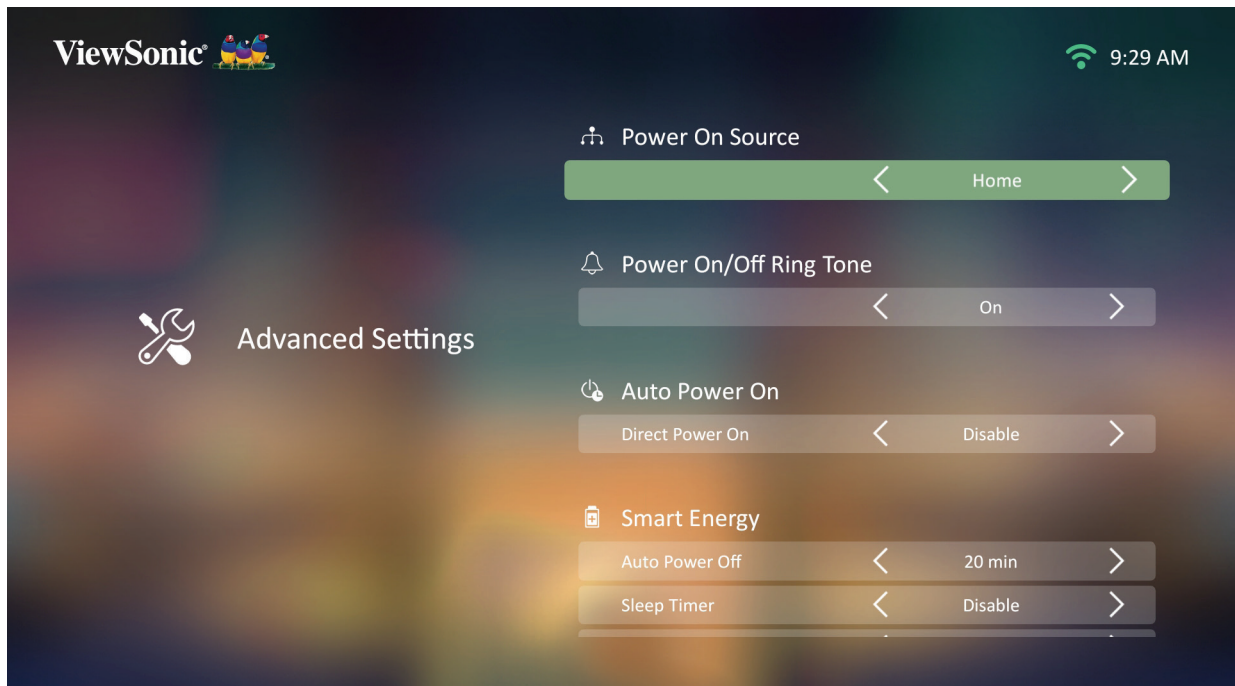 ViewSonic®
9:29 AM
Power On Source
Home
Power On/Off Ring Tone
On
Advanced Settings
Auto Power On
Direct Power On Disable
Smart Energy
Auto Power Off 20 min
Sleep Timer Disable